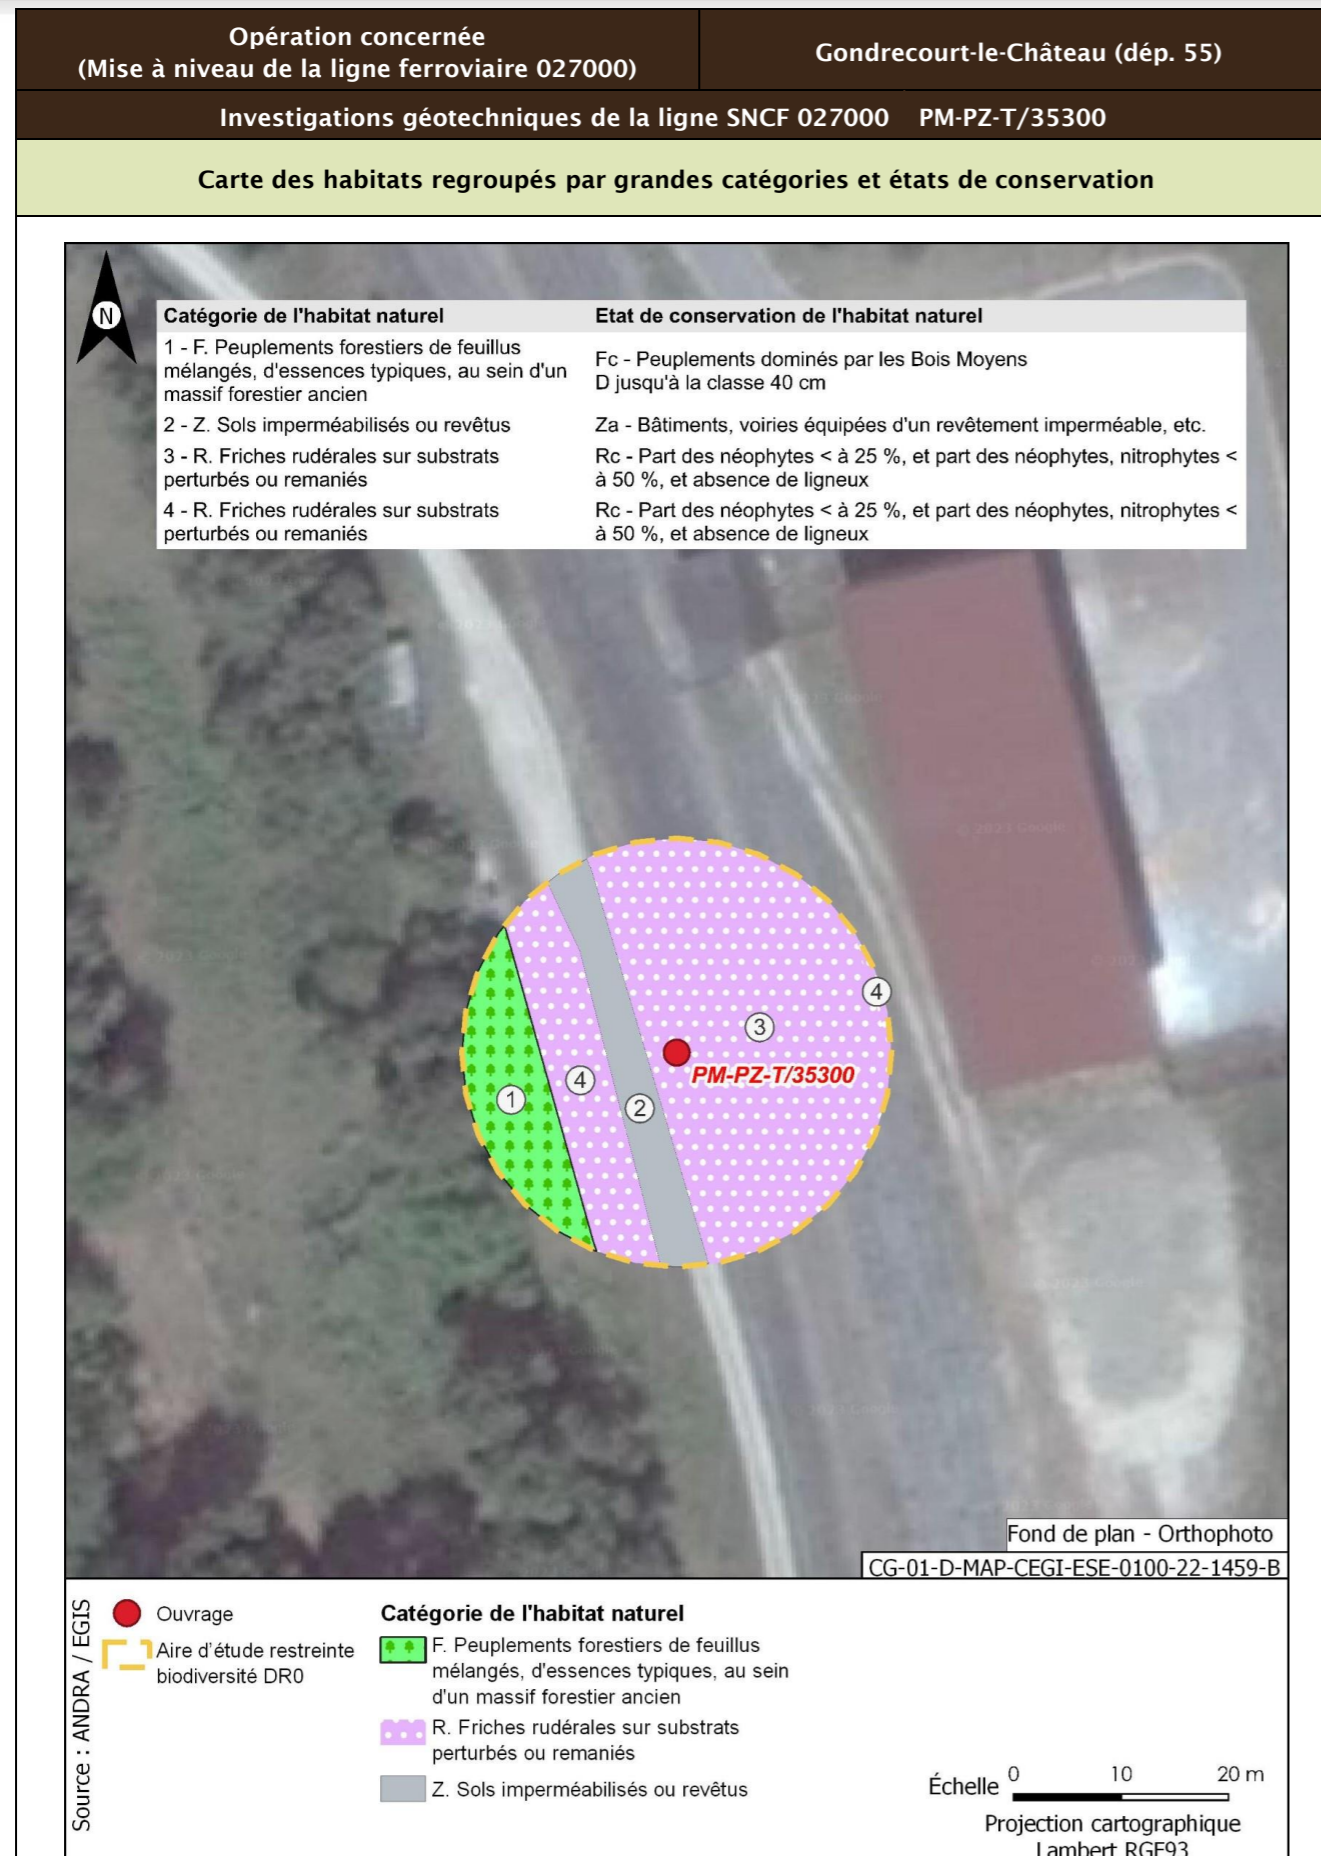 Opération concernée
(Mise à niveau de la ligne ferroviaire 027000)
Gondrecourt-le-Château (dép. 55)
Investigations géotechniques de la ligne SNCF 027000 PM-PZ-T/35300
Carte des habitats regroupés par grandes catégories et états de conservation
N
Catégorie de l'habitat naturel
Etat de conservation de l'habitat naturel
1 - F. Peuplements forestiers de feuillus
mélangés, d'essences typiques, au sein d'un
massif forestier ancien
Fc - Peuplements dominés par les Bois Moyens
D jusqu'à la classe 40 cm
2 - Z. Sols imperméabilisés ou revêtus
Za - Bâtiments, voiries équipées d'un revêtement imperméable, etc.
3 - R. Friches rudérales sur substrats
perturbés ou remaniés
Rc - Part des néophytes < à 25 %, et part des néophytes, nitrophytes <
à 50 %, et absence de ligneux
4 - R. Friches rudérales sur substrats
perturbés ou remaniés
Rc - Part des néophytes < à 25 %, et part des néophytes, nitrophytes <
à 50 %, et absence de ligneux
4
3
PM-PZ-T/35300
4
1
2
Fond de plan - Orthophoto
CG-01-D-MAP-CEGI-ESE-0100-22-1459-B
Source : ANDRA / EGIS
Ouvrage
Aire d'étude restreinte
biodiversité DR0
Catégorie de l'habitat naturel
F. Peuplements forestiers de feuillus
mélangés, d'essences typiques, au sein
d'un massif forestier ancien
R. Friches rudérales sur substrats
perturbés ou remaniés
Z. Sols imperméabilisés ou revêtus
Échelle 0 10 20 m
Projection cartographique
Lambert RGF93